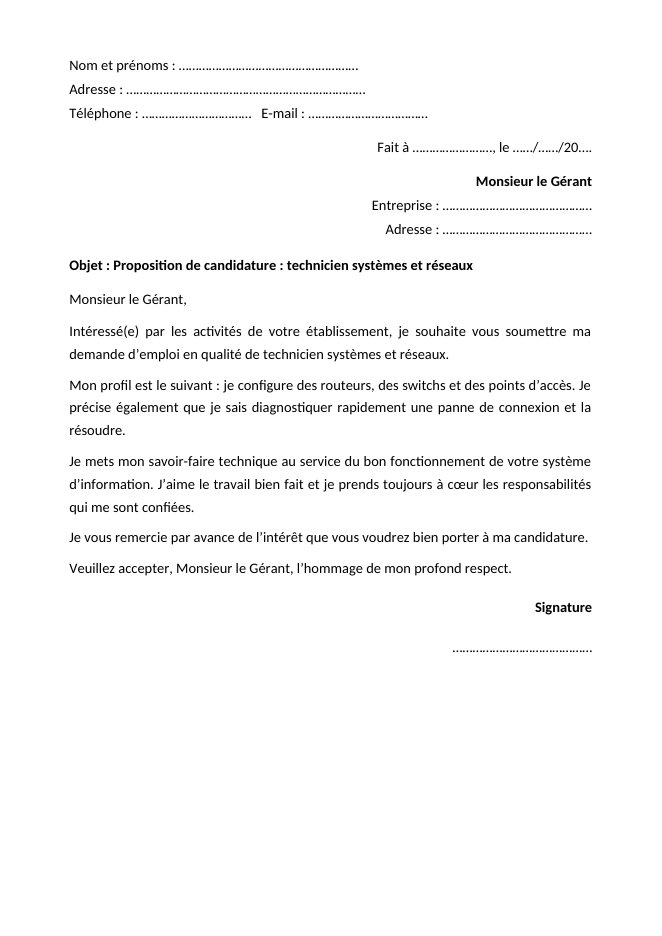 Nom et prénoms : ……………………………………………….
Adresse : ………………………………………………………………
Téléphone : …………………………… E-mail : ………………………………
Fait à ……………………, le ……/……/20….
Monsieur le Gérant
Entreprise : ………………………………………
Adresse : ………………………………………
Objet : Proposition de candidature : technicien systèmes et réseaux
Monsieur le Gérant,
Intéressé(e) par les activités de votre établissement, je souhaite vous soumettre ma
demande d’emploi en qualité de technicien systèmes et réseaux.
Mon profil est le suivant : je configure des routeurs, des switchs et des points d’accès. Je
précise également que je sais diagnostiquer rapidement une panne de connexion et la
résoudre.
Je mets mon savoir-faire technique au service du bon fonctionnement de votre système
d’information. J’aime le travail bien fait et je prends toujours à cœur les responsabilités
qui me sont confiées.
Je vous remercie par avance de l’intérêt que vous voudrez bien porter à ma candidature.
Veuillez accepter, Monsieur le Gérant, l’hommage de mon profond respect.
Signature
……………………………………